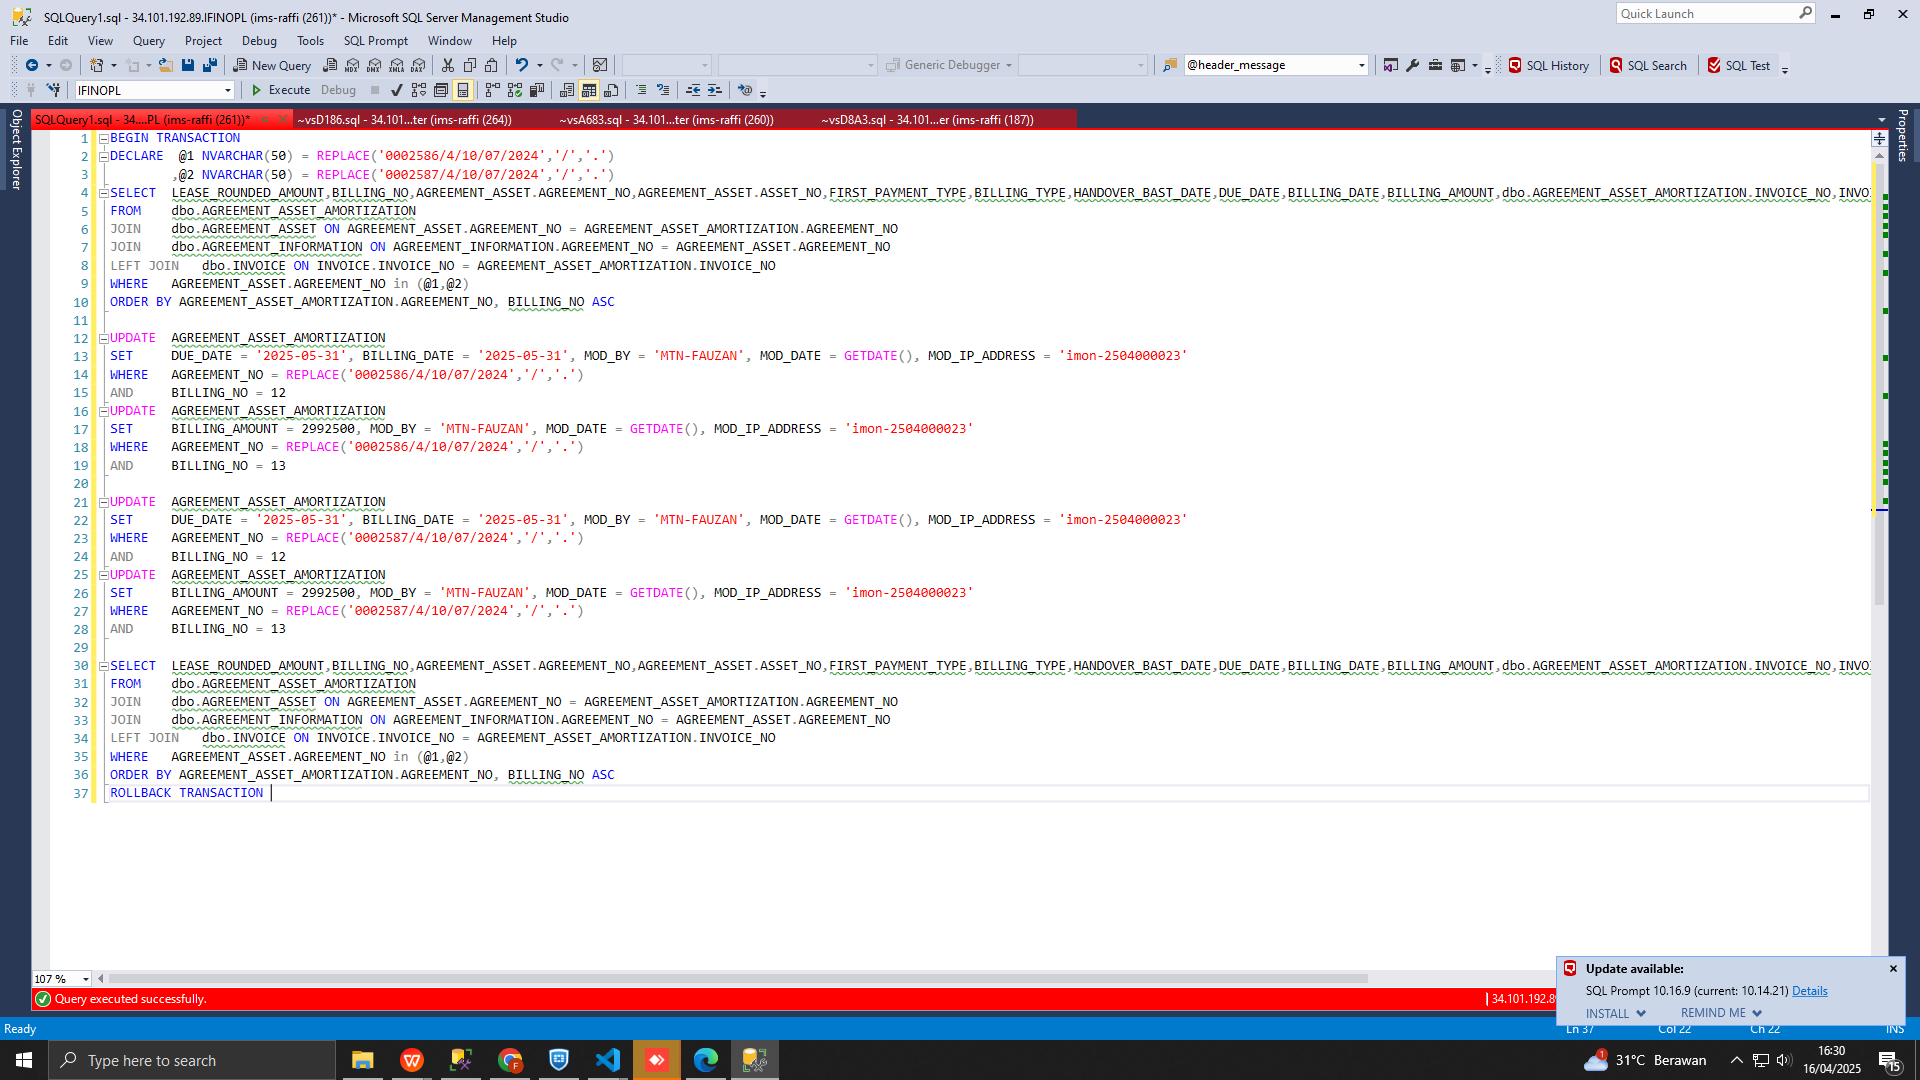 SQLQuery1.sql - 34.101.192.89.IFINOPL (ims-raffi (261))* - Microsoft SQL Server Management Studio
Quick Launch
File Edit View Query Project Debug Tools SQL Prompt Window Help
New Query
MDX DMX XMLA DAX
Generic Debugger
@header_message
SQL History SQL Search SQL Test
IFINOPL
Execute Debug
Object Explorer
Properties
SQLQuery1.sql - 34....PL (ims-raffi (261))*
~vsD186.sql - 34.101...ter (ims-raffi (264))
~vsA683.sql - 34.101...ter (ims-raffi (260))
~vsD8A3.sql - 34.101...er (ims-raffi (187))
1 BEGIN TRANSACTION
2 DECLARE @1 NVARCHAR(50) = REPLACE('0002586/4/10/07/2024','/','.')
3 ,@2 NVARCHAR(50) = REPLACE('0002587/4/10/07/2024','/','.')
4 SELECT LEASE_ROUNDED_AMOUNT,BILLING_NO,AGREEMENT_ASSET.AGREEMENT_NO,AGREEMENT_ASSET.ASSET_NO,FIRST_PAYMENT_TYPE,BILLING_TYPE,HANDOVER_BAST_DATE,DUE_DATE,BILLING_DATE,BILLING_AMOUNT,dbo.AGREEMENT_ASSET_AMORTIZATION.INVOICE_NO,INVOI
5 FROM dbo.AGREEMENT_ASSET_AMORTIZATION
6 JOIN dbo.AGREEMENT_ASSET ON AGREEMENT_ASSET.AGREEMENT_NO = AGREEMENT_ASSET_AMORTIZATION.AGREEMENT_NO
7 JOIN dbo.AGREEMENT_INFORMATION ON AGREEMENT_INFORMATION.AGREEMENT_NO = AGREEMENT_ASSET.AGREEMENT_NO
8 LEFT JOIN dbo.INVOICE ON INVOICE.INVOICE_NO = AGREEMENT_ASSET_AMORTIZATION.INVOICE_NO
9 WHERE AGREEMENT_ASSET.AGREEMENT_NO in (@1,@2)
10 ORDER BY AGREEMENT_ASSET_AMORTIZATION.AGREEMENT_NO, BILLING_NO ASC
11
12 UPDATE AGREEMENT_ASSET_AMORTIZATION
13 SET DUE_DATE = '2025-05-31', BILLING_DATE = '2025-05-31', MOD_BY = 'MTN-FAUZAN', MOD_DATE = GETDATE(), MOD_IP_ADDRESS = 'imon-2504000023'
14 WHERE AGREEMENT_NO = REPLACE('0002586/4/10/07/2024','/','.')
15 AND BILLING_NO = 12
16 UPDATE AGREEMENT_ASSET_AMORTIZATION
17 SET BILLING_AMOUNT = 2992500, MOD_BY = 'MTN-FAUZAN', MOD_DATE = GETDATE(), MOD_IP_ADDRESS = 'imon-2504000023'
18 WHERE AGREEMENT_NO = REPLACE('0002586/4/10/07/2024','/','.')
19 AND BILLING_NO = 13
20
21 UPDATE AGREEMENT_ASSET_AMORTIZATION
22 SET DUE_DATE = '2025-05-31', BILLING_DATE = '2025-05-31', MOD_BY = 'MTN-FAUZAN', MOD_DATE = GETDATE(), MOD_IP_ADDRESS = 'imon-2504000023'
23 WHERE AGREEMENT_NO = REPLACE('0002587/4/10/07/2024','/','.')
24 AND BILLING_NO = 12
25 UPDATE AGREEMENT_ASSET_AMORTIZATION
26 SET BILLING_AMOUNT = 2992500, MOD_BY = 'MTN-FAUZAN', MOD_DATE = GETDATE(), MOD_IP_ADDRESS = 'imon-2504000023'
27 WHERE AGREEMENT_NO = REPLACE('0002587/4/10/07/2024','/','.')
28 AND BILLING_NO = 13
29
30 SELECT LEASE_ROUNDED_AMOUNT,BILLING_NO,AGREEMENT_ASSET.AGREEMENT_NO,AGREEMENT_ASSET.ASSET_NO,FIRST_PAYMENT_TYPE,BILLING_TYPE,HANDOVER_BAST_DATE,DUE_DATE,BILLING_DATE,BILLING_AMOUNT,dbo.AGREEMENT_ASSET_AMORTIZATION.INVOICE_NO,INVOI
31 FROM dbo.AGREEMENT_ASSET_AMORTIZATION
32 JOIN dbo.AGREEMENT_ASSET ON AGREEMENT_ASSET.AGREEMENT_NO = AGREEMENT_ASSET_AMORTIZATION.AGREEMENT_NO
33 JOIN dbo.AGREEMENT_INFORMATION ON AGREEMENT_INFORMATION.AGREEMENT_NO = AGREEMENT_ASSET.AGREEMENT_NO
34 LEFT JOIN dbo.INVOICE ON INVOICE.INVOICE_NO = AGREEMENT_ASSET_AMORTIZATION.INVOICE_NO
35 WHERE AGREEMENT_ASSET.AGREEMENT_NO in (@1,@2)
36 ORDER BY AGREEMENT_ASSET_AMORTIZATION.AGREEMENT_NO, BILLING_NO ASC
37 ROLLBACK TRANSACTION
107 %
Update available:
SQL Prompt 10.16.9 (current: 10.14.21) Details
INSTALL REMIND ME
Query executed successfully.
34.101.192.89
Ready
Ln 37 Col 22 Ch 22 INS
Type here to search
1
31°C Berawan
16:30
16/04/2025
15